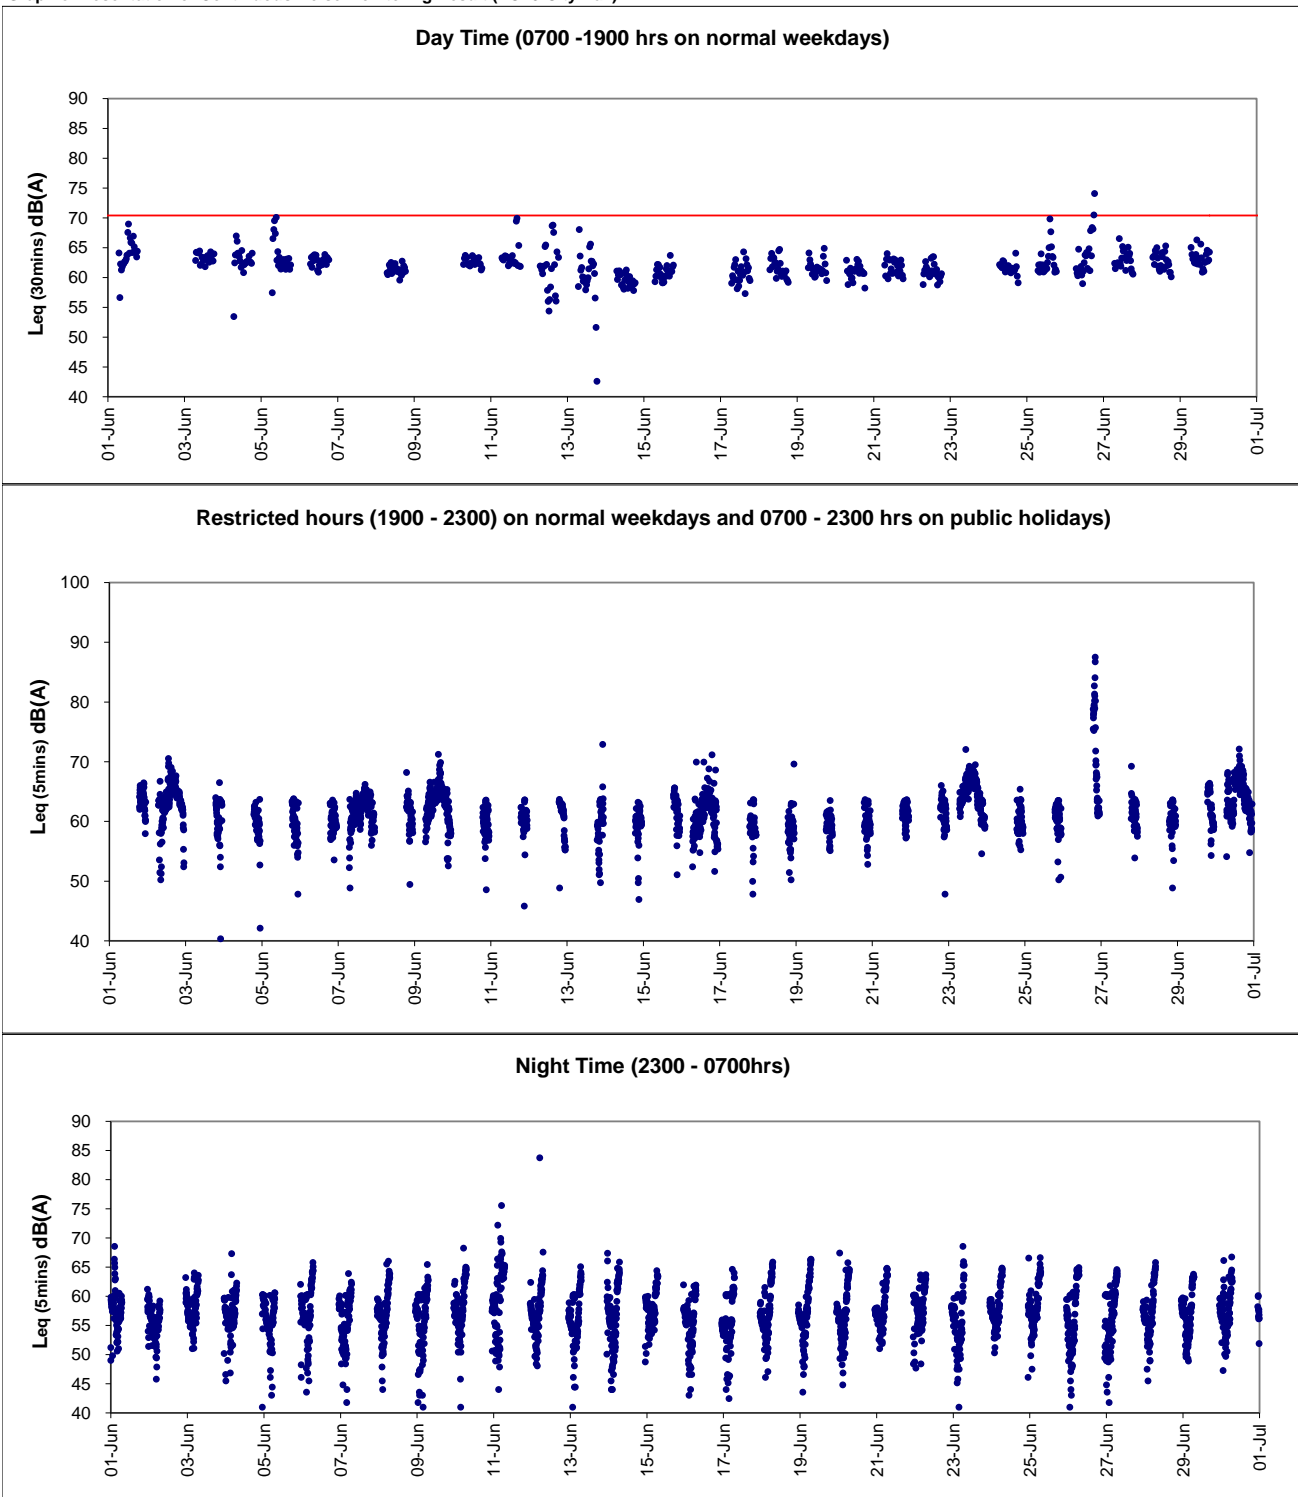 Day Time (0700 -1900 hrs on normal weekdays)
90
85
80
75
70
65
60
55
50
45
40
Leq (30mins) dB(A)
01-Jun
03-Jun
05-Jun
07-Jun
09-Jun
11-Jun
13-Jun
15-Jun
17-Jun
19-Jun
21-Jun
23-Jun
25-Jun
27-Jun
29-Jun
01-Jul
Restricted hours (1900 - 2300) on normal weekdays and 0700 - 2300 hrs on public holidays)
100
90
80
70
60
50
40
Leq (5mins) dB(A)
01-Jun
03-Jun
05-Jun
07-Jun
09-Jun
11-Jun
13-Jun
15-Jun
17-Jun
19-Jun
21-Jun
23-Jun
25-Jun
27-Jun
29-Jun
01-Jul
Night Time (2300 - 0700hrs)
90
85
80
75
70
65
60
55
50
45
40
Leq (5mins) dB(A)
01-Jun
03-Jun
05-Jun
07-Jun
09-Jun
11-Jun
13-Jun
15-Jun
17-Jun
19-Jun
21-Jun
23-Jun
25-Jun
27-Jun
29-Jun
01-Jul